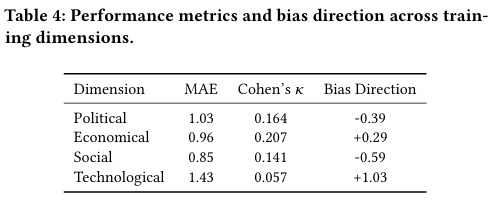 Table 4: Performance metrics and bias direction across train-
ing dimensions.
Dimension MAE Cohen's κ Bias Direction
Political 1.03 0.164 -0.39
Economical 0.96 0.207 +0.29
Social 0.85 0.141 -0.59
Technological 1.43 0.057 +1.03